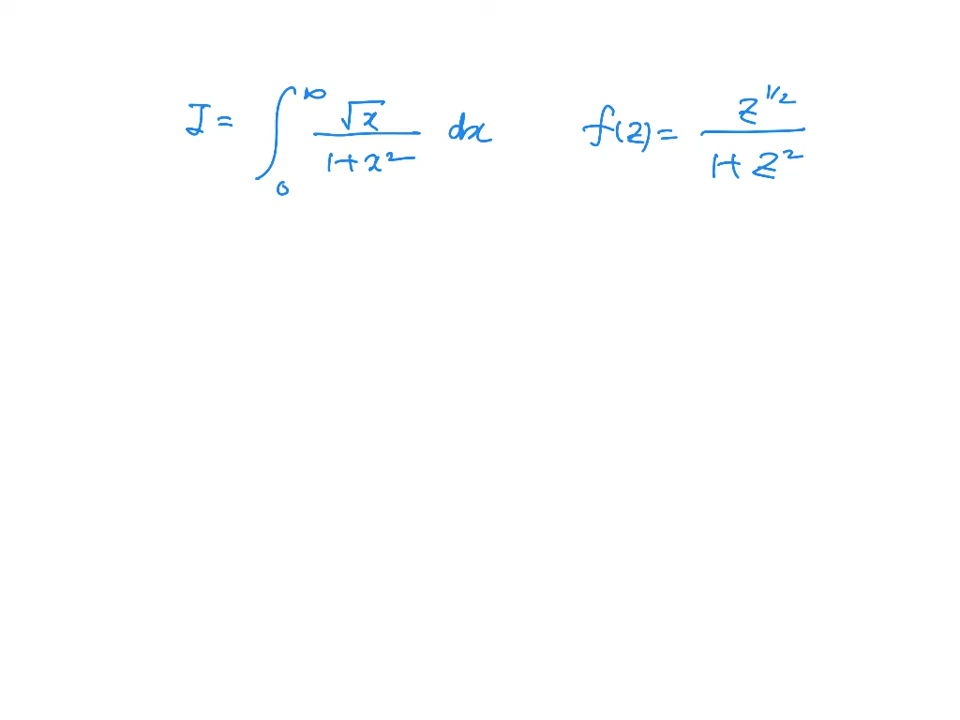 I = ∫₀^∞ √x / (1+x²) dx    f(z) = z^{1/2} / (1+z²)